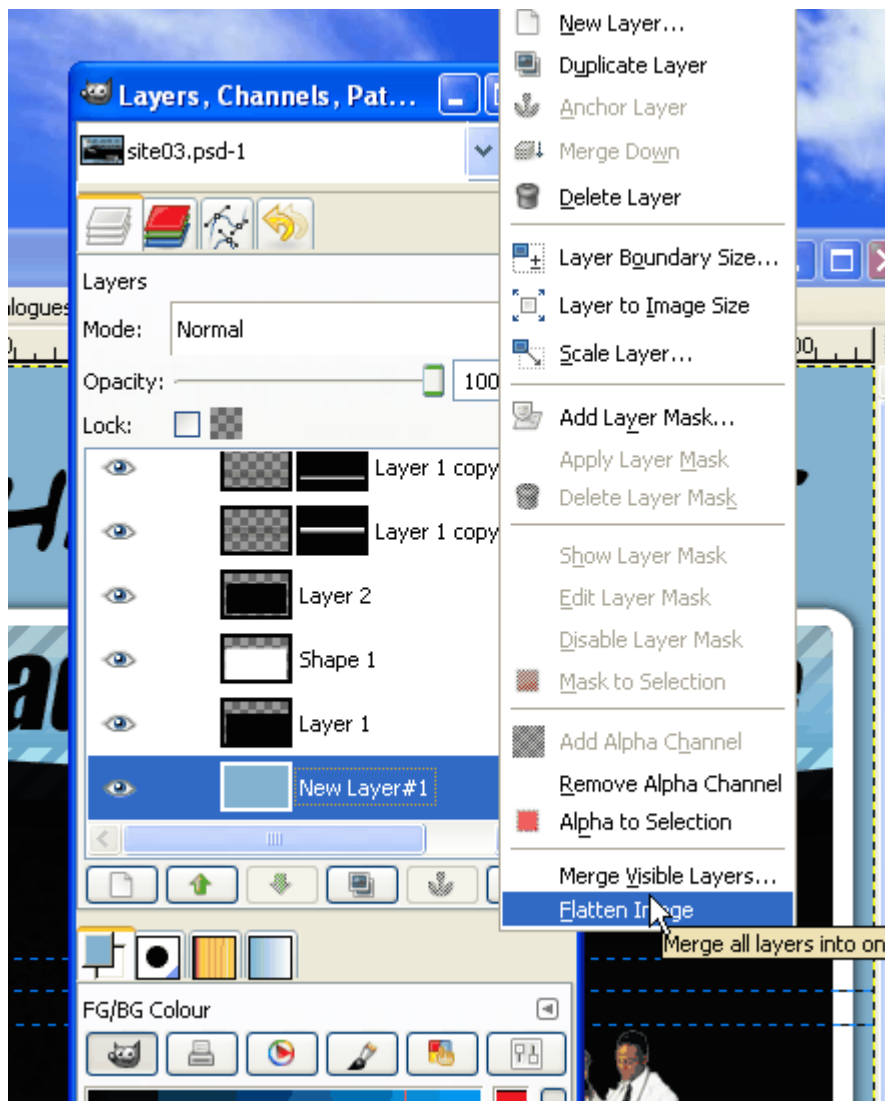 Layers, Channels, Pat...
site03.psd-1
Layers
Mode:
Normal
Opacity:
100
Lock:
Layer 1 copy
Layer 1 copy
Layer 2
Shape 1
Layer 1
New Layer#1
FG/BG Colour
New Layer...
Duplicate Layer
Anchor Layer
Merge Down
Delete Layer
Layer Boundary Size...
Layer to Image Size
Scale Layer...
Add Layer Mask...
Apply Layer Mask
Delete Layer Mask
Show Layer Mask
Edit Layer Mask
Disable Layer Mask
Mask to Selection
Add Alpha Channel
Remove Alpha Channel
Alpha to Selection
Merge Visible Layers...
Flatten Image
Merge all layers into on
logues